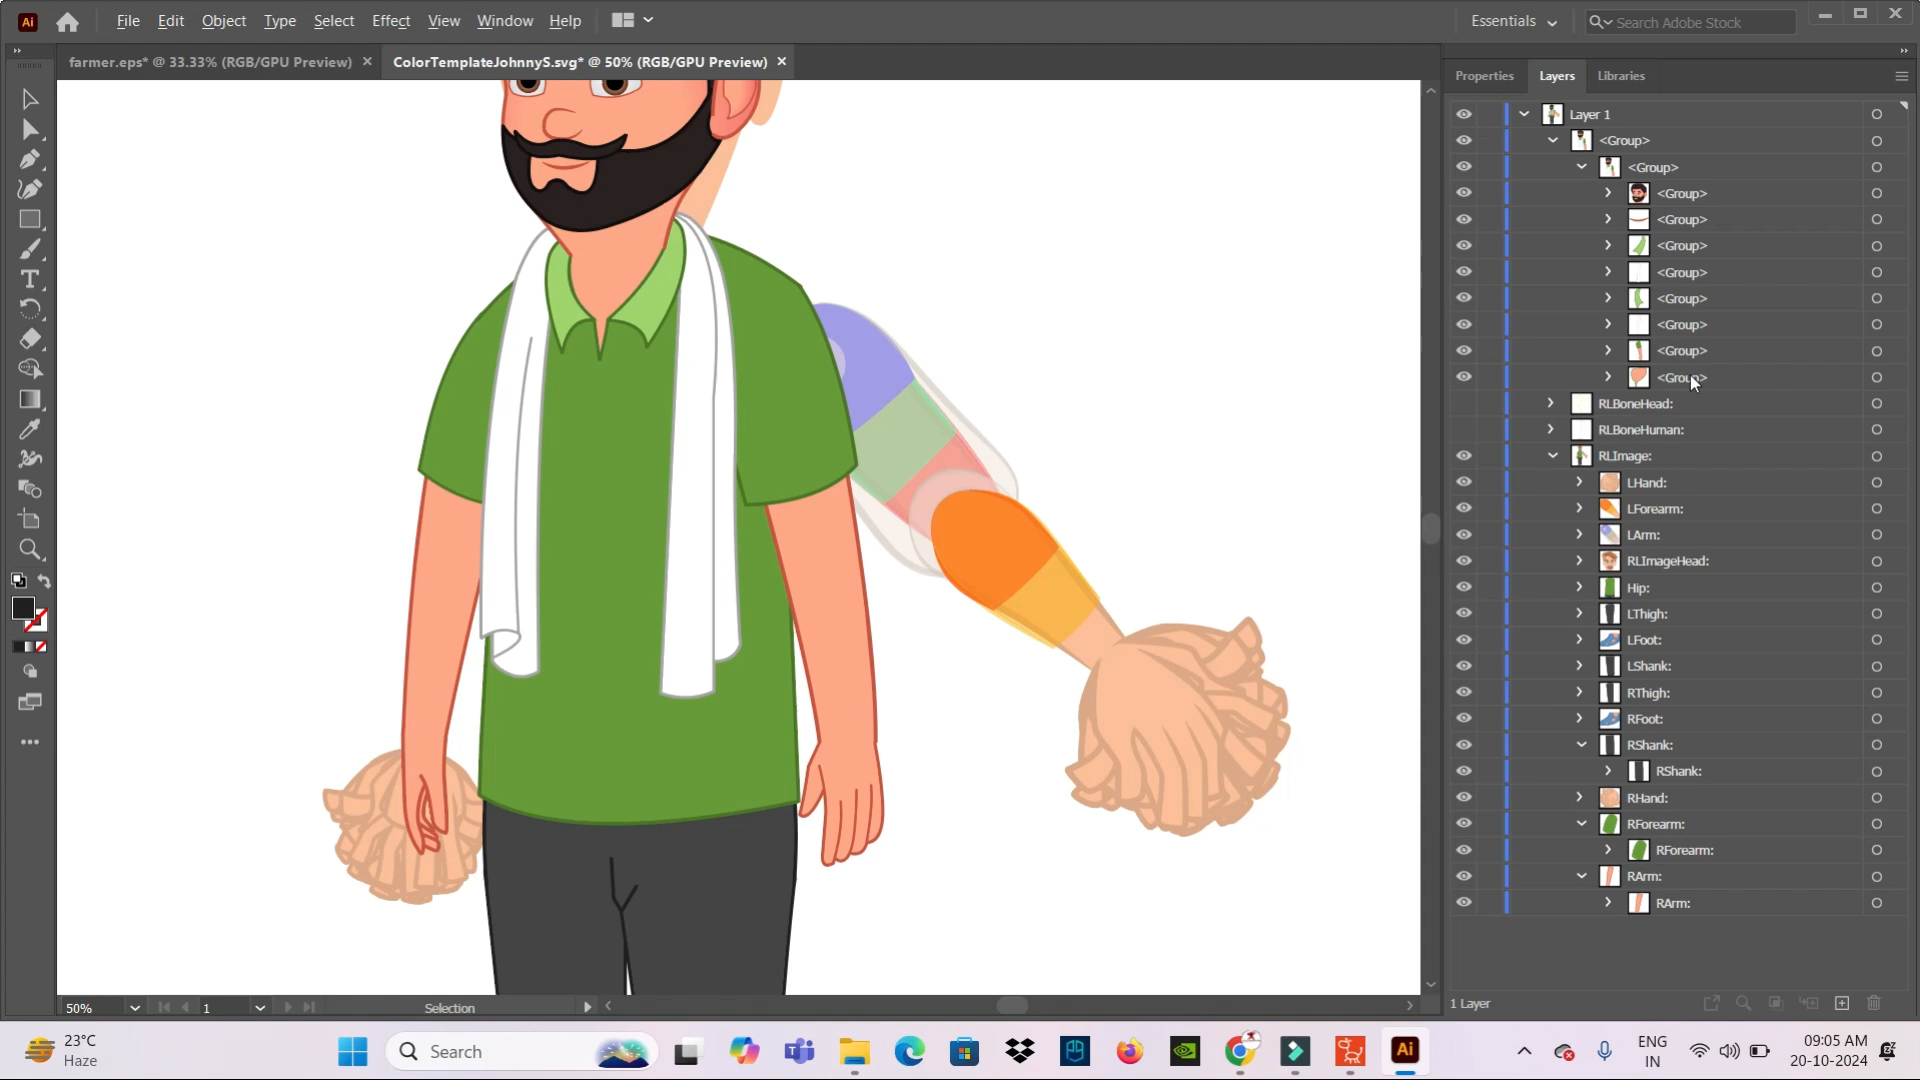 Ai File Edit Object Type Select Effect View Window Help Essentials Search Adobe Stock
farmer.eps* @ 33.33% (RGB/GPU Preview) × ColorTemplateJohnnyS.svg* @ 50% (RGB/GPU Preview) ×
Properties Layers Libraries
Layer 1
<Group>
<Group>
<Group>
<Group>
<Group>
<Group>
<Group>
<Group>
<Group>
<Group>
RLBoneHead:
RLBoneHuman:
RLImage:
LHand:
LForearm:
LArm:
RLImageHead:
Hip:
LThigh:
LFoot:
LShank:
RThigh:
RFoot:
RShank:
RShank:
RHand:
RForearm:
RForearm:
RArm:
RArm:
50% 1 Selection
1 Layer
23°C
Haze
Search
Ai
ENG
IN
09:05 AM
20-10-2024